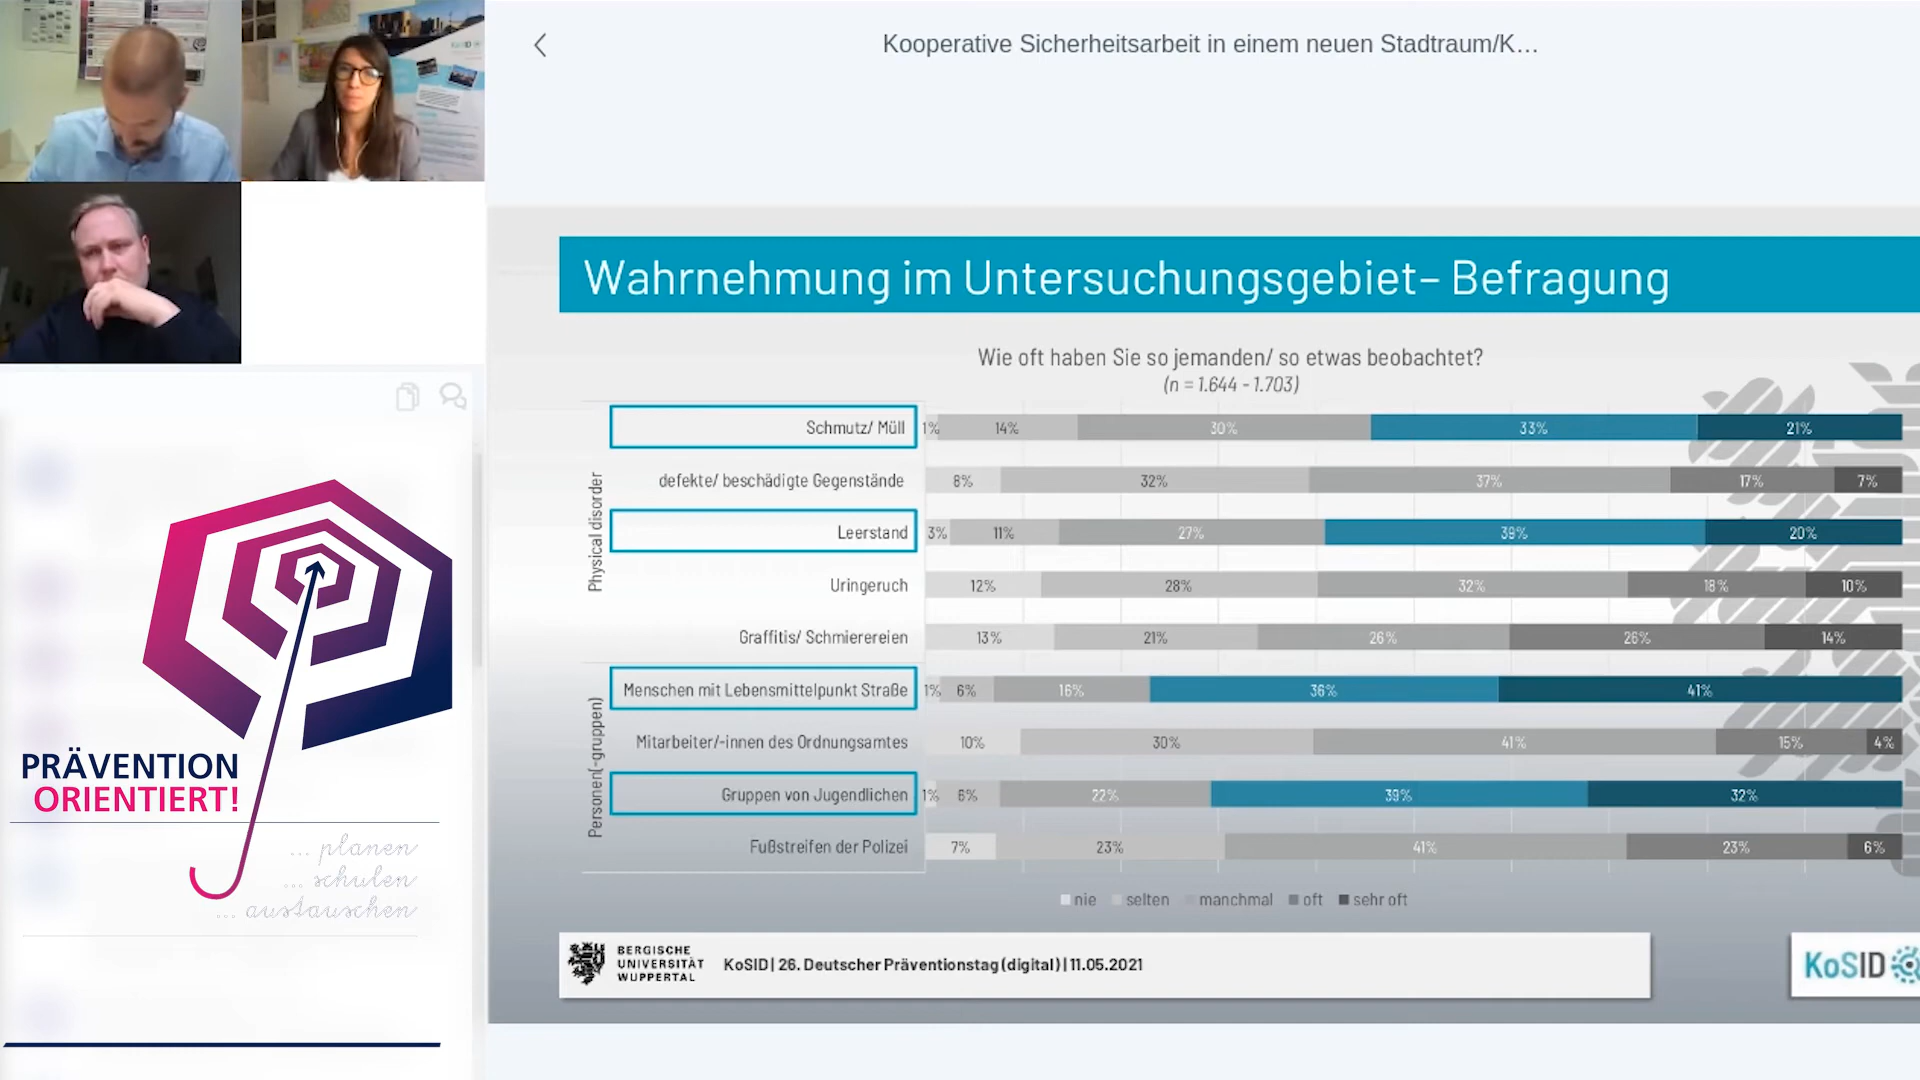 Kooperative Sicherheitsarbeit in einem neuen Stadtraum/K...
Wahrnehmung im Untersuchungsgebiet– Befragung
Wie oft haben Sie so jemanden/ so etwas beobachtet?
(n = 1.644 - 1.703)
Physical disorder
Schmutz/ Müll 1% 14% 30% 33% 21%
defekte/ beschädigte Gegenstände 8% 32% 37% 17% 7%
Leerstand 3% 11% 27% 39% 20%
Uringeruch 12% 28% 32% 18% 10%
Graffitis/ Schmierereien 13% 21% 26% 26% 14%
Personen(-gruppen)
Menschen mit Lebensmittelpunkt Straße 1% 6% 16% 36% 41%
Mitarbeiter/-innen des Ordnungsamtes 10% 30% 41% 15% 4%
Gruppen von Jugendlichen 1% 6% 22% 39% 32%
Fußstreifen der Polizei 7% 23% 41% 23% 6%
nie selten manchmal oft sehr oft
BERGISCHE
UNIVERSITÄT
WUPPERTAL
KoSID | 26. Deutscher Präventionstag (digital) | 11.05.2021
KoSID
PRÄVENTION
ORIENTIERT!
... planen
... schulen
... austauschen